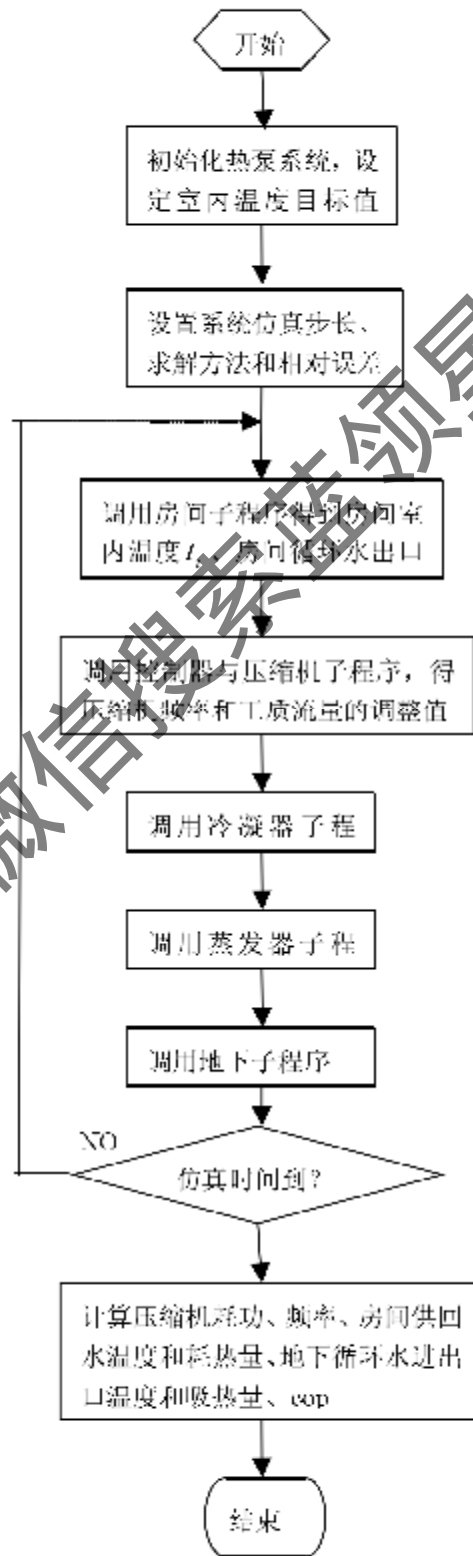 开始
初始化热泵系统，设
定室内温度目标值
设置系统仿真步长、
求解方法和相对误差
调用房间子程序得到房间室
内温度、房间循环水出口
调用控制器与压缩机子程序，得
压缩机频率和工质流量的调整值
调用冷凝器子程
调用蒸发器子程
调用地下子程序
NO
仿真时间到？
计算压缩机耗功、频率、房间供回
水温度和耗热量、地下循环水进出
口温度和吸热量、cop
结束
微信搜索蓝领星